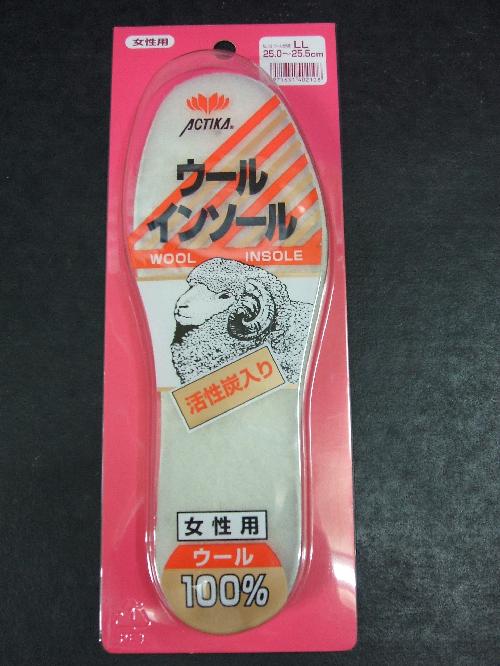 女性用
LL
25.0〜25.5cm
ACTIKA®
ウール
インソール
WOOL INSOLE
活性炭入り
女性用
ウール
100%